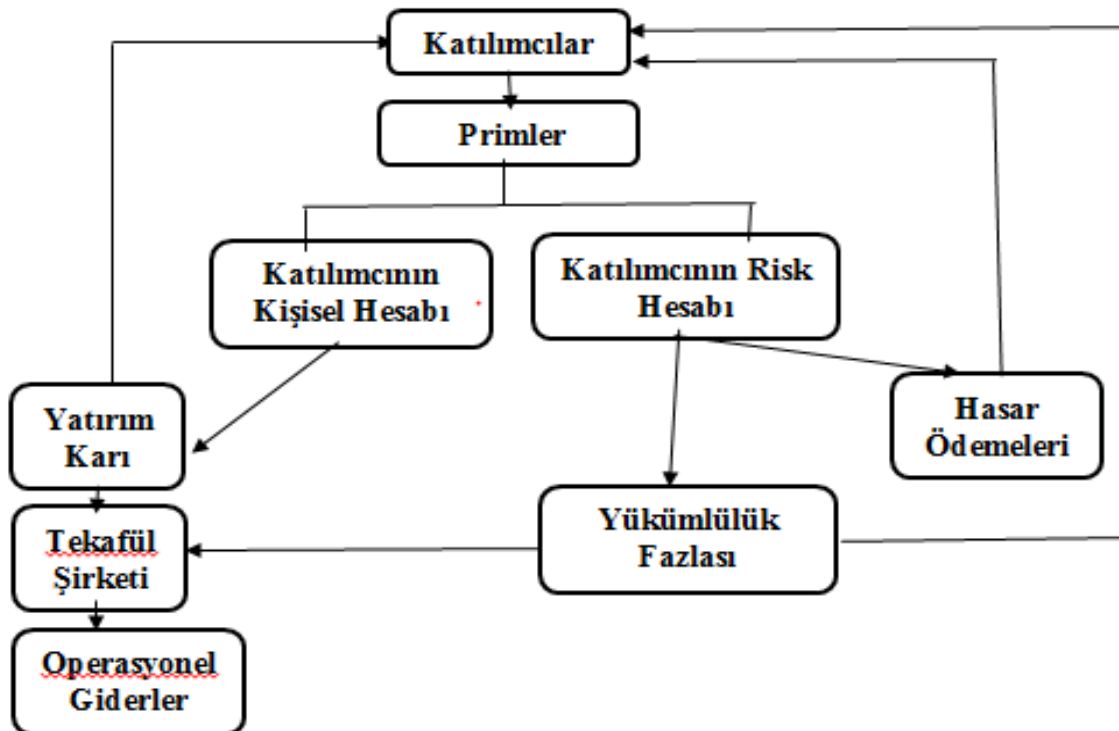 Katılımcılar
Primler
Katılımcının
Kişisel Hesabı
Katılımcının Risk
Hesabı
Yatırım
Karı
Hasar
Ödemeleri
Tekafül
Şirketi
Yükümlülük
Fazlası
Operasyonel
Giderler